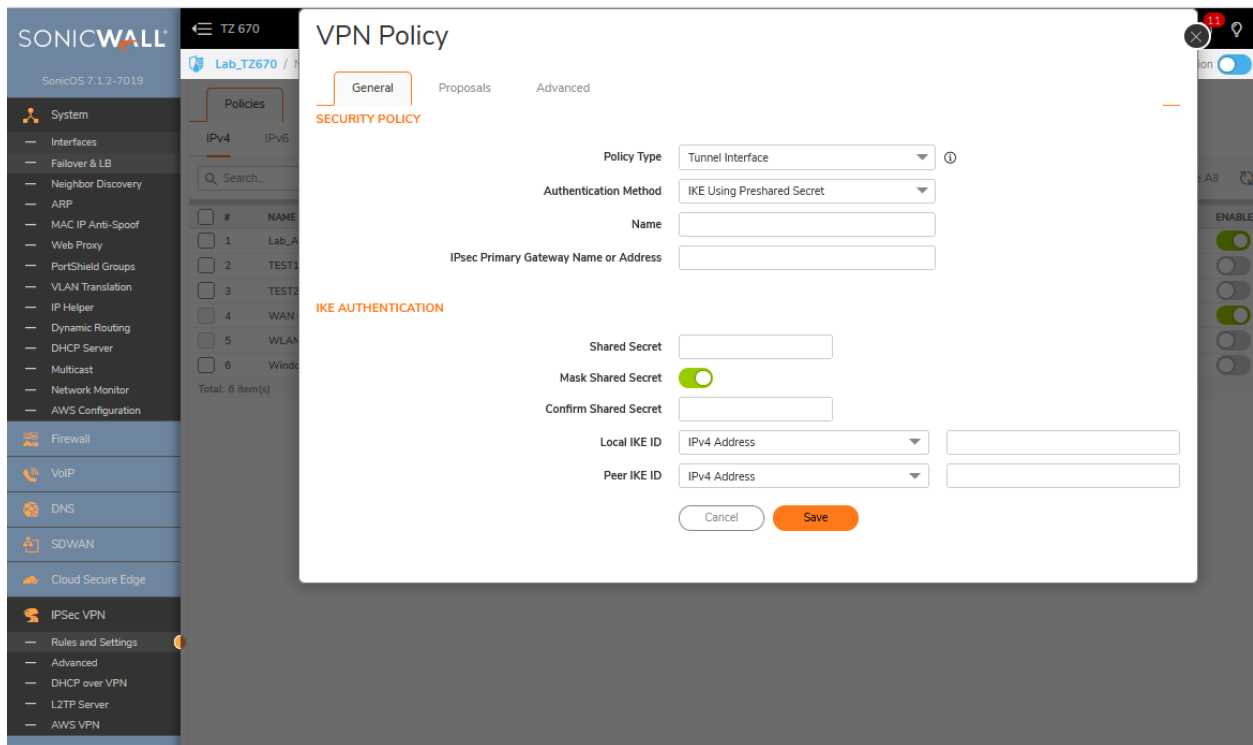 SONICWALL
SonicOS 7.1.2-7019
System
Interfaces
Failover & LB
Neighbor Discovery
ARP
MAC IP Anti-Spoof
Web Proxy
PortShield Groups
VLAN Translation
IP Helper
Dynamic Routing
DHCP Server
Multicast
Network Monitor
AWS Configuration
Firewall
VoIP
DNS
SDWAN
Cloud Secure Edge
IPSec VPN
Rules and Settings
Advanced
DHCP over VPN
L2TP Server
AWS VPN
TZ 670
11
Lab_TZ670 /
Policies
IPv4 IPv6
Search...
# NAME
1 Lab_A
2 TEST1
3 TEST2
4 WAN
5 WLAN
6
Total: 6 item(s)
All
ENABLE
VPN Policy
General Proposals Advanced
SECURITY POLICY
Policy Type Tunnel Interface
Authentication Method IKE Using Preshared Secret
Name
IPsec Primary Gateway Name or Address
IKE AUTHENTICATION
Shared Secret
Mask Shared Secret
Confirm Shared Secret
Local IKE ID IPv4 Address
Peer IKE ID IPv4 Address
Cancel Save